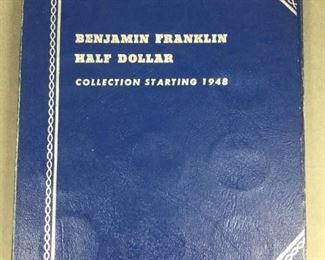 BENJAMIN FRANKLIN
HALF DOLLAR
COLLECTION STARTING 1948